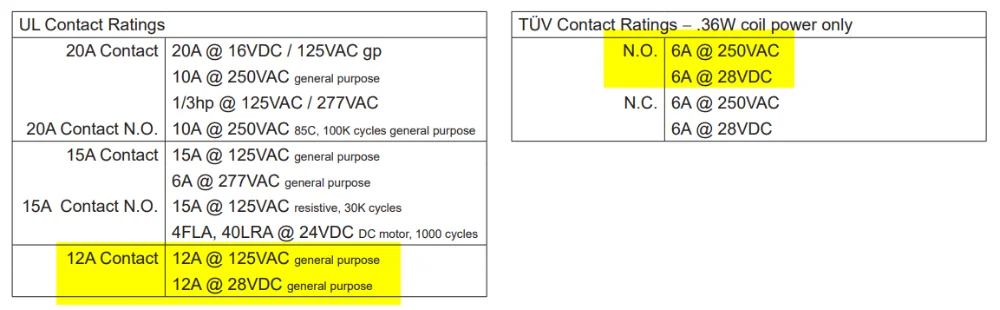 UL Contact Ratings
20A Contact 20A @ 16VDC / 125VAC gp
10A @ 250VAC general purpose
1/3hp @ 125VAC / 277VAC
20A Contact N.O. 10A @ 250VAC 85C, 100K cycles general purpose
15A Contact 15A @ 125VAC general purpose
6A @ 277VAC general purpose
15A Contact N.O. 15A @ 125VAC resistive, 30K cycles
4FLA, 40LRA @ 24VDC DC motor, 1000 cycles
12A Contact 12A @ 125VAC general purpose
12A @ 28VDC general purpose
TÜV Contact Ratings – .36W coil power only
N.O. 6A @ 250VAC
6A @ 28VDC
N.C. 6A @ 250VAC
6A @ 28VDC